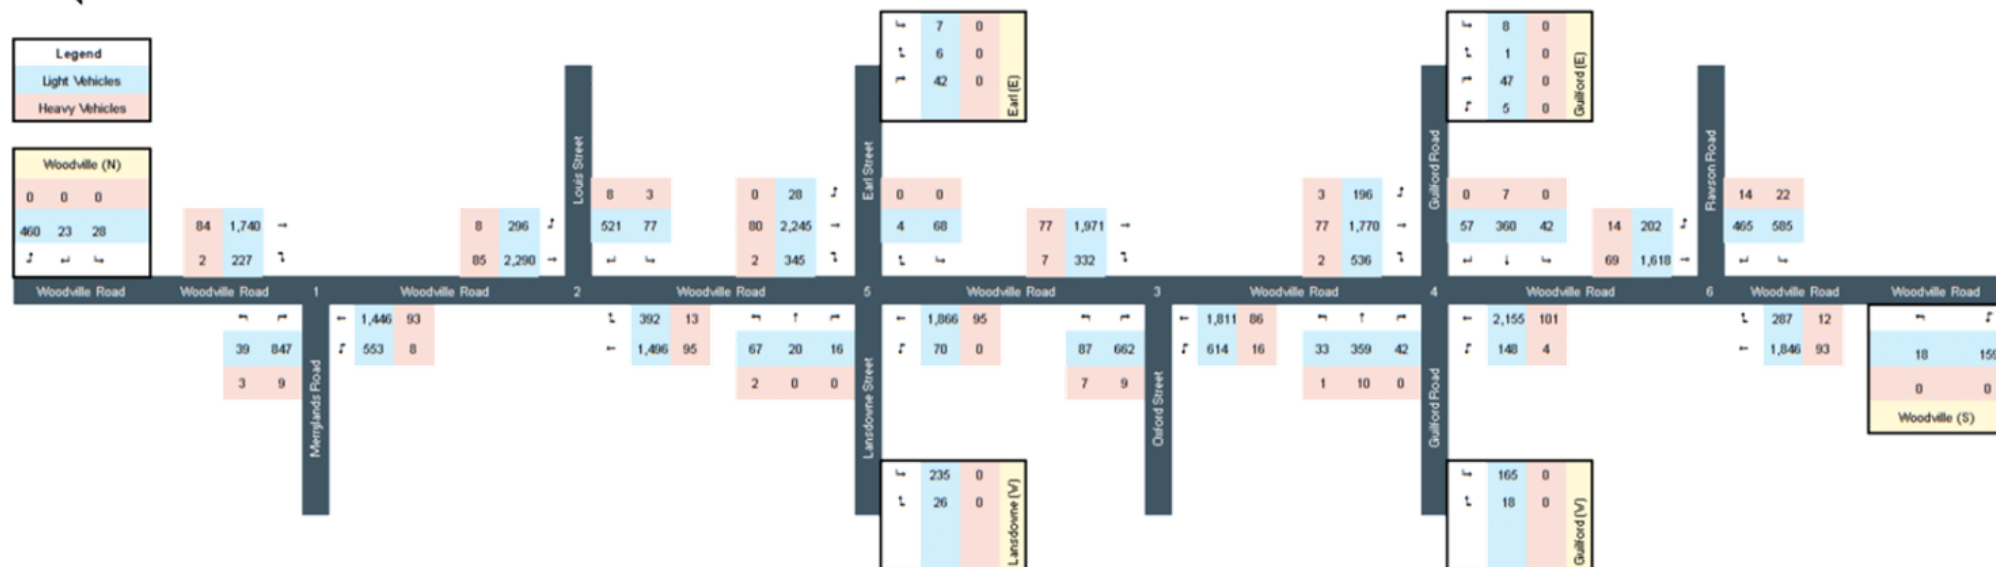 Legend
Light Vehicles
Heavy Vehicles
Woodville (N)
0 0 0
460 23 28
84 1,740
2 227
8 296
85 2,290
Louis Street
8 3
521 77
0 28
80 2,245
2 345
Earl Street
7 0
6 0
42 0
Earl (E)
0 0
4 68
77 1,971
7 332
3 196
77 1,770
2 536
Guilford Road
8 0
1 0
47 0
5 0
Guilford (E)
0 7 0
57 360 42
14 202
69 1,618
Rawson Road
14 22
465 585
Woodville Road Woodville Road 1 Woodville Road 2 Woodville Road 5 Woodville Road 3 Woodville Road 4 Woodville Road 6 Woodville Road Woodville Road
39 847
3 9
Merrylands Road
1,446 93
553 8
392 13
1,496 95
67 20 16
2 0 0
Lansdowne Street
1,866 95
70 0
235 0
26 0
Lansdowne (W)
87 662
7 9
Oxford Street
1,811 86
614 16
33 359 42
1 10 0
Guilford Road
2,155 101
148 4
165 0
18 0
Guilford (W)
287 12
1,846 93
18 159
0 0
Woodville (S)